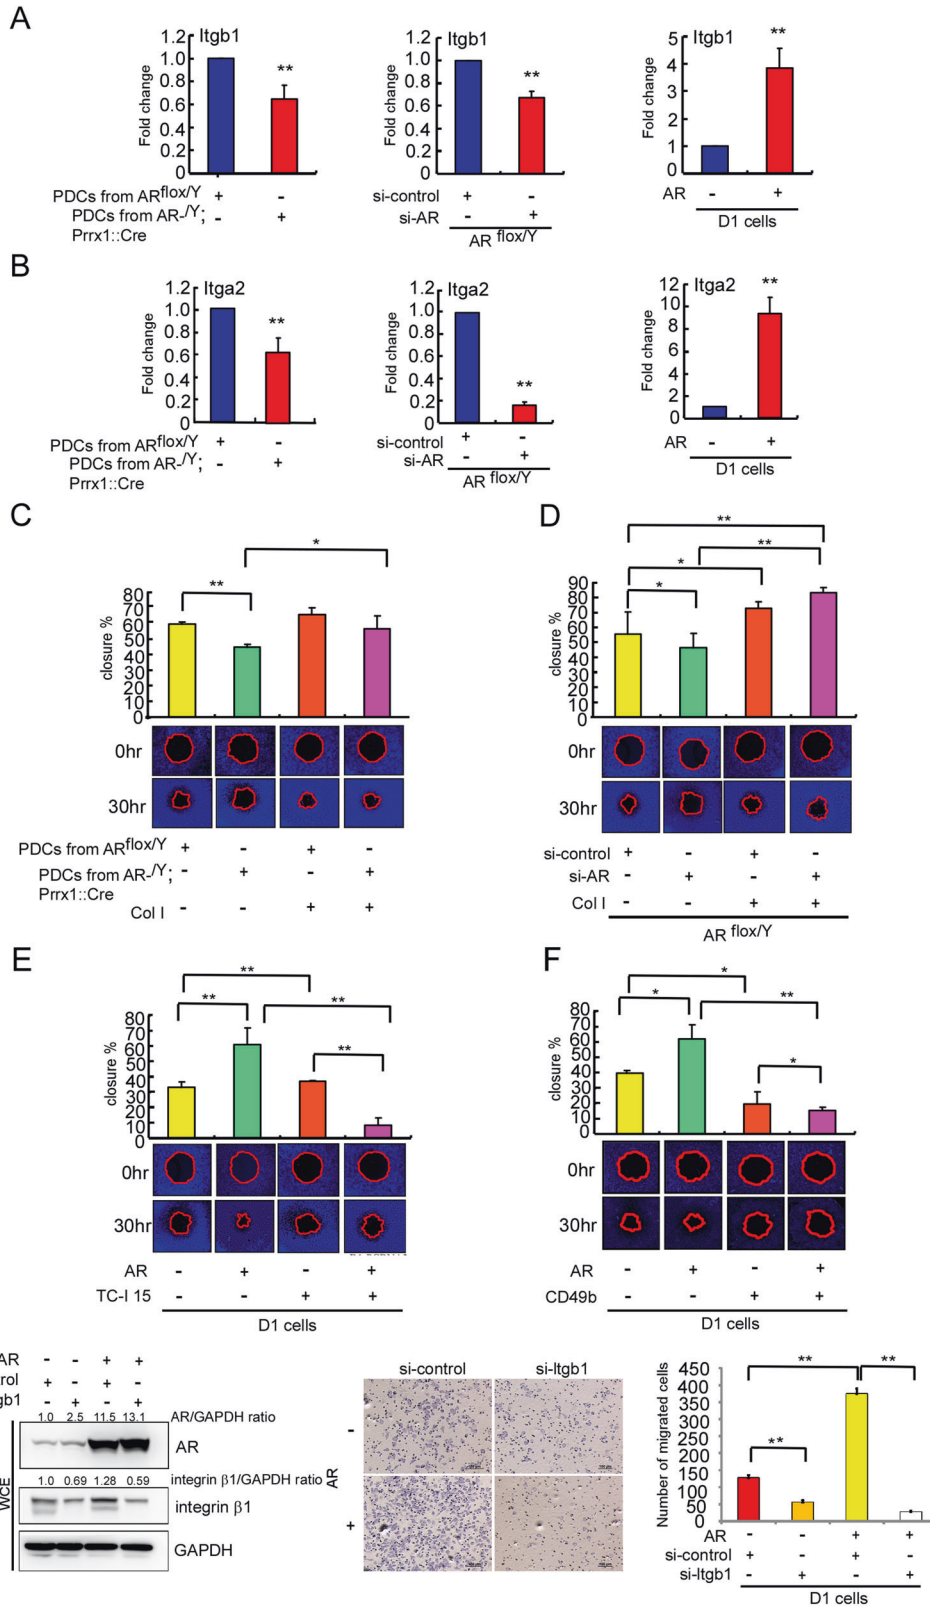 A
Itgb1
Fold change
1.2
1.0
0.8
0.6
0.4
0.2
0
**
PDCs from ARflox/Y + -
PDCs from AR-/Y; - +
Prrx1::Cre
Itgb1
Fold change
1.2
1.0
0.8
0.6
0.4
0.2
0
**
si-control + -
si-AR - +
AR flox/Y
Itgb1
Fold change
5
4
3
2
1
0
**
AR - +
D1 cells
B
Itga2
Fold change
1.2
1.0
0.8
0.6
0.4
0.2
0
**
PDCs from ARflox/Y + -
PDCs from AR-/Y; - +
Prrx1::Cre
Itga2
Fold change
1.2
1.0
0.8
0.6
0.4
0.2
0
**
si-control + -
si-AR - +
AR flox/Y
Itga2
Fold change
12
10
8
6
4
2
0
**
AR - +
D1 cells
C
*
**
closure %
80
70
60
50
40
30
20
10
0
0hr
30hr
PDCs from ARflox/Y + - + -
PDCs from AR-/Y; - + - +
Prrx1::Cre
Col I - - + +
D
**
**
*
*
closure %
90
80
70
60
50
40
30
20
10
0
0hr
30hr
si-control + - + -
si-AR - + - +
Col I - - + +
AR flox/Y
E
**
**
**
**
closure %
80
70
60
50
40
30
20
10
0
0hr
30hr
AR - + - +
TC-I 15 - - + +
D1 cells
F
*
*
**
*
closure %
80
70
60
50
40
30
20
10
0
0hr
30hr
AR - + - +
CD49b - - + +
D1 cells
AR - - + +
rol + - + -
gb1 - + - +
1.0 2.5 11.5 13.1 AR/GAPDH ratio
AR
1.0 0.69 1.28 0.59 integrin β1/GAPDH ratio
integrin β1
GAPDH
WCE
si-control si-Itgb1
AR
-
+
Number of migrated cells
450
400
350
300
250
200
150
100
50
0
**
**
**
AR - - + +
si-control + - + -
si-Itgb1 - + - +
D1 cells